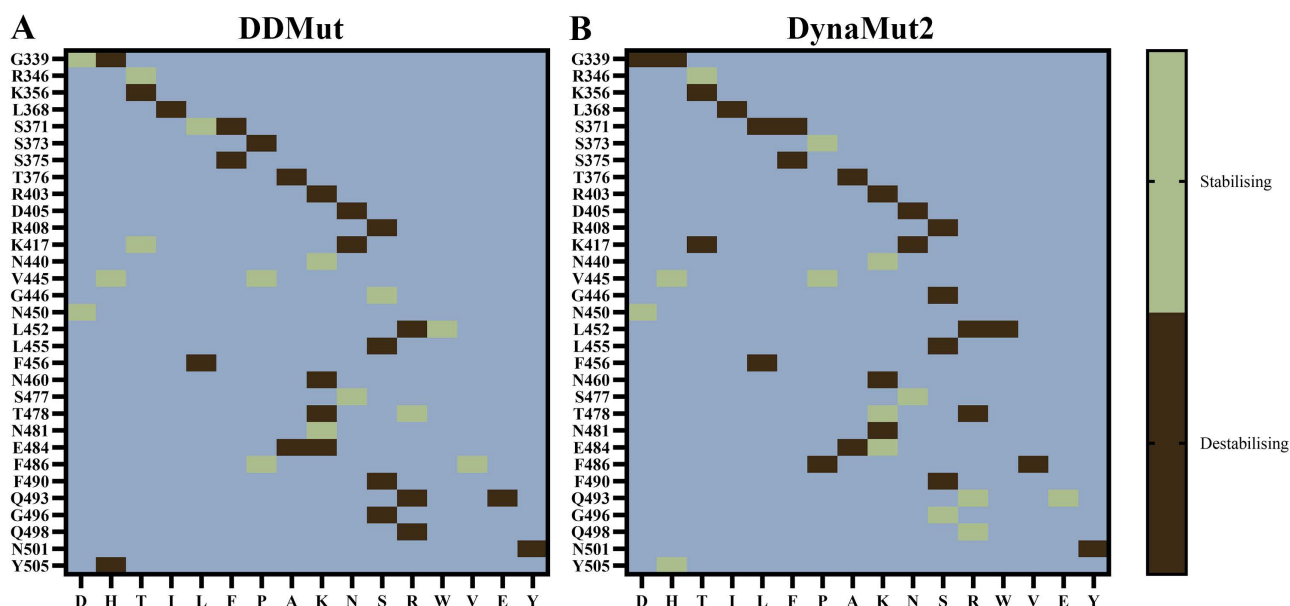 A DDMut
G339
R346
K356
L368
S371
S373
S375
T376
R403
D405
R408
K417
N440
V445
G446
N450
L452
L455
F456
N460
S477
T478
N481
E484
F486
F490
Q493
G496
Q498
N501
Y505
D H T I L F P A K N S R W V E Y
B DynaMut2
G339
R346
K356
L368
S371
S373
S375
T376
R403
D405
R408
K417
N440
V445
G446
N450
L452
L455
F456
N460
S477
T478
N481
E484
F486
F490
Q493
G496
Q498
N501
Y505
D H T I L F P A K N S R W V E Y
Stabilising
Destabilising